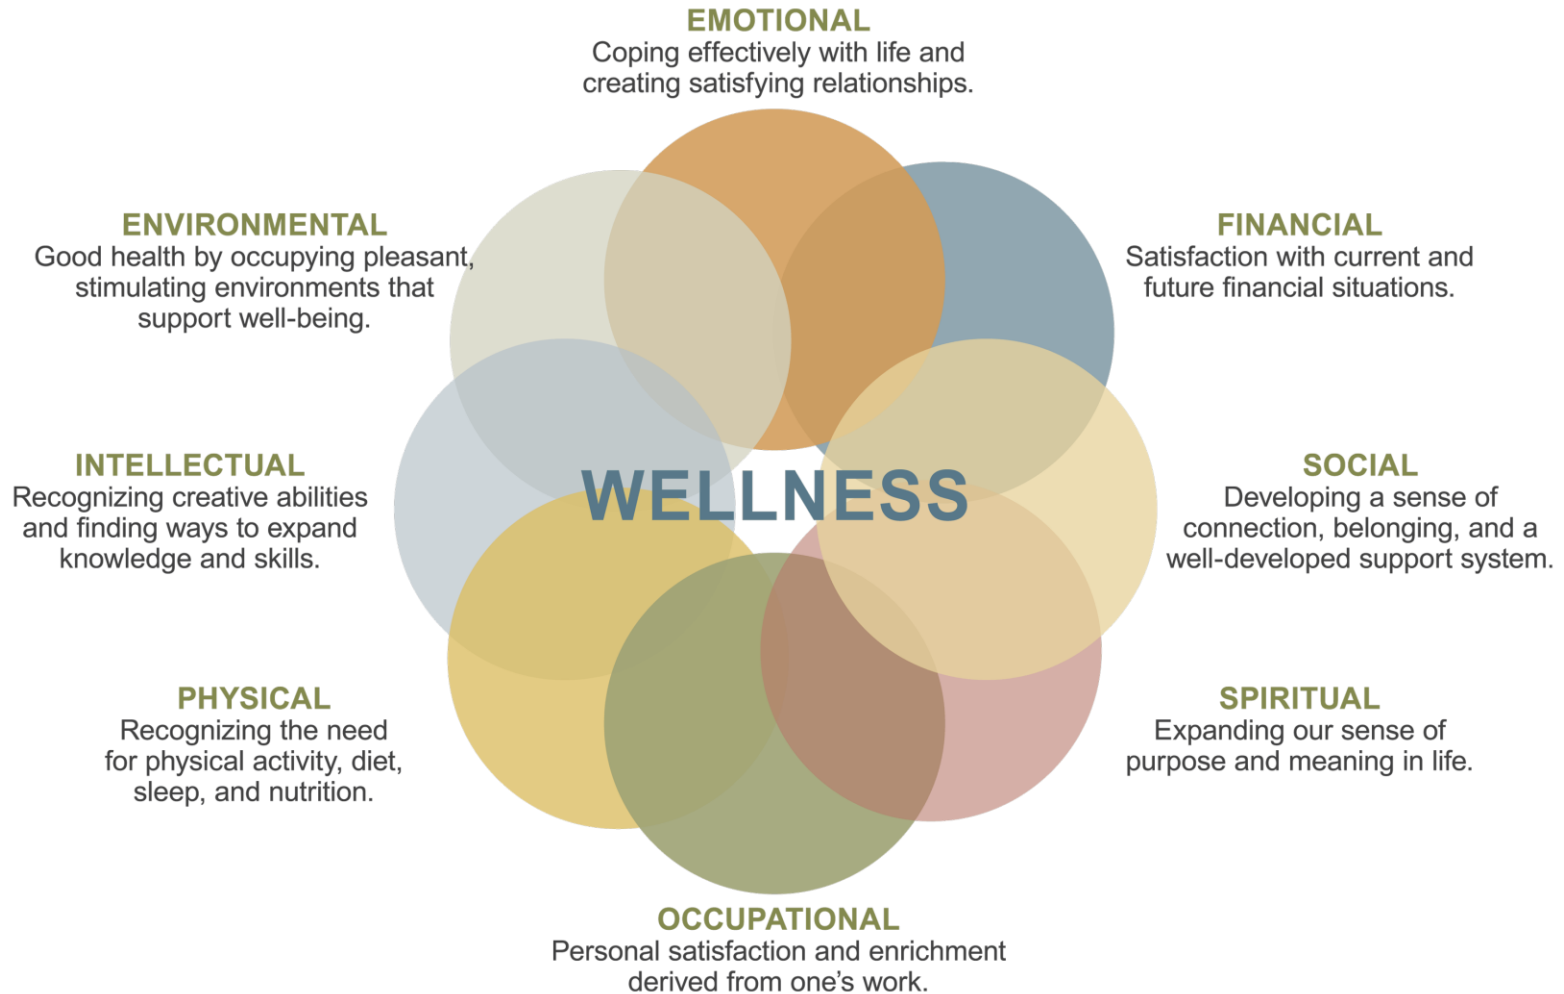 EMOTIONAL
Coping effectively with life and
creating satisfying relationships.
ENVIRONMENTAL
Good health by occupying pleasant,
stimulating environments that
support well-being.
FINANCIAL
Satisfaction with current and
future financial situations.
INTELLECTUAL
Recognizing creative abilities
and finding ways to expand
knowledge and skills.
WELLNESS
SOCIAL
Developing a sense of
connection, belonging, and a
well-developed support system.
PHYSICAL
Recognizing the need
for physical activity, diet,
sleep, and nutrition.
SPIRITUAL
Expanding our sense of
purpose and meaning in life.
OCCUPATIONAL
Personal satisfaction and enrichment
derived from one’s work.